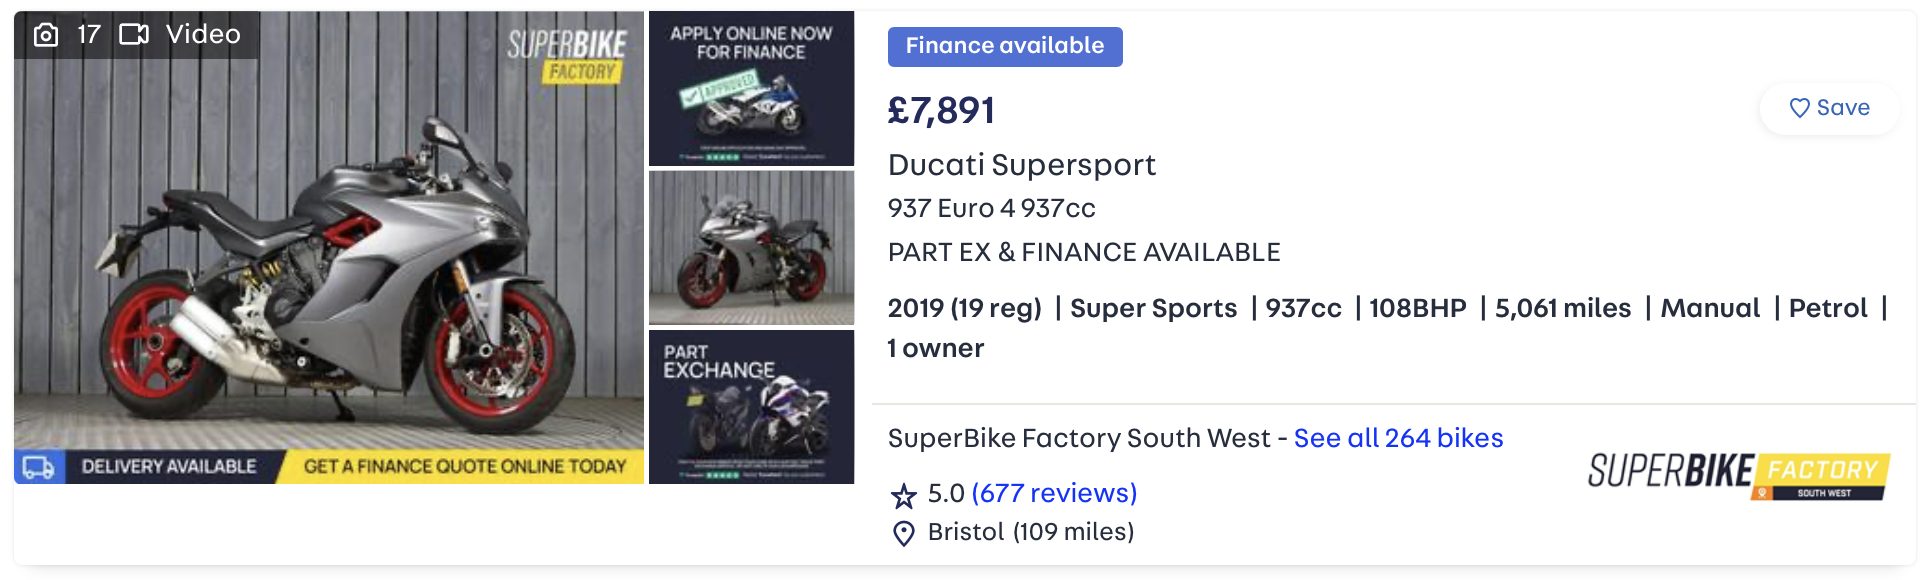 17 Video
SUPERBIKE
FACTORY
DELIVERY AVAILABLE
GET A FINANCE QUOTE ONLINE TODAY
APPLY ONLINE NOW
FOR FINANCE
APPROVED
PART
EXCHANGE
Finance available
£7,891
Save
Ducati Supersport
937 Euro 4 937cc
PART EX & FINANCE AVAILABLE
2019 (19 reg) | Super Sports | 937cc | 108BHP | 5,061 miles | Manual | Petrol |
1 owner
SuperBike Factory South West - See all 264 bikes
5.0 (677 reviews)
Bristol (109 miles)
SUPERBIKE FACTORY
SOUTH WEST